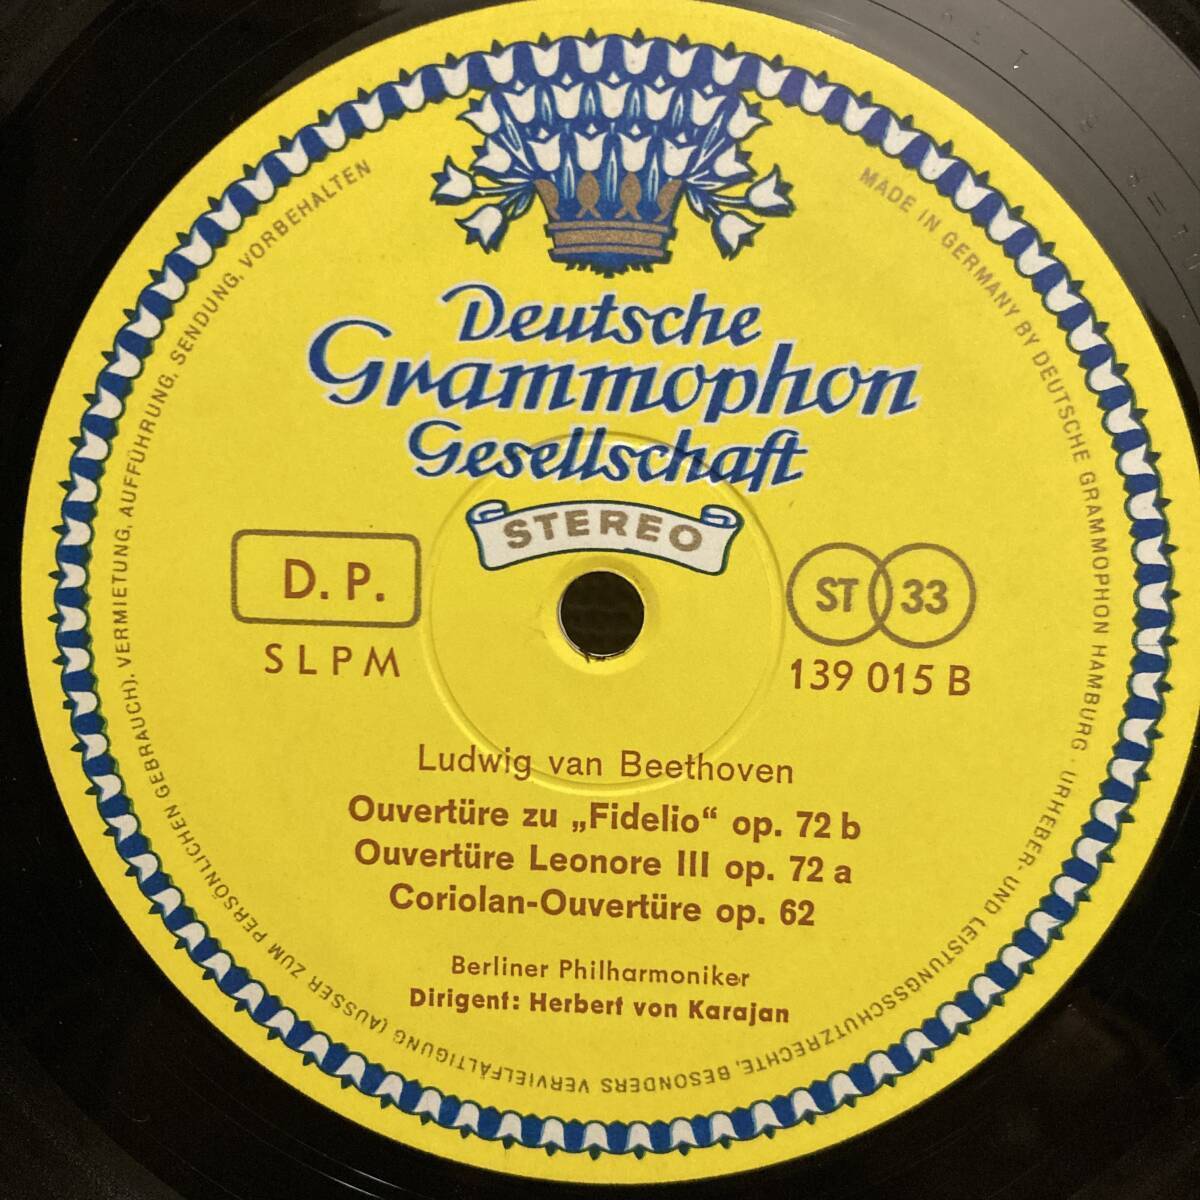 Deutsche
Grammophon
Gesellschaft
STEREO
D. P.
SLPM
ST 33
139 015 B
Ludwig van Beethoven
Ouvertüre zu „Fidelio“ op. 72 b
Ouvertüre Leonore III op. 72 a
Coriolan-Ouvertüre op. 62
Berliner Philharmoniker
Dirigent: Herbert von Karajan
MADE IN GERMANY BY DEUTSCHE GRAMMOPHON HAMBURG · URHEBER- UND LEISTUNGSSCHUTZRECHTE, BESONDERS VERVIELFÄLTIGUNG (AUSSER ZUM PERSÖNLICHEN GEBRAUCH), VERMIETUNG, AUFFÜHRUNG, SENDUNG, VORBEHALTEN